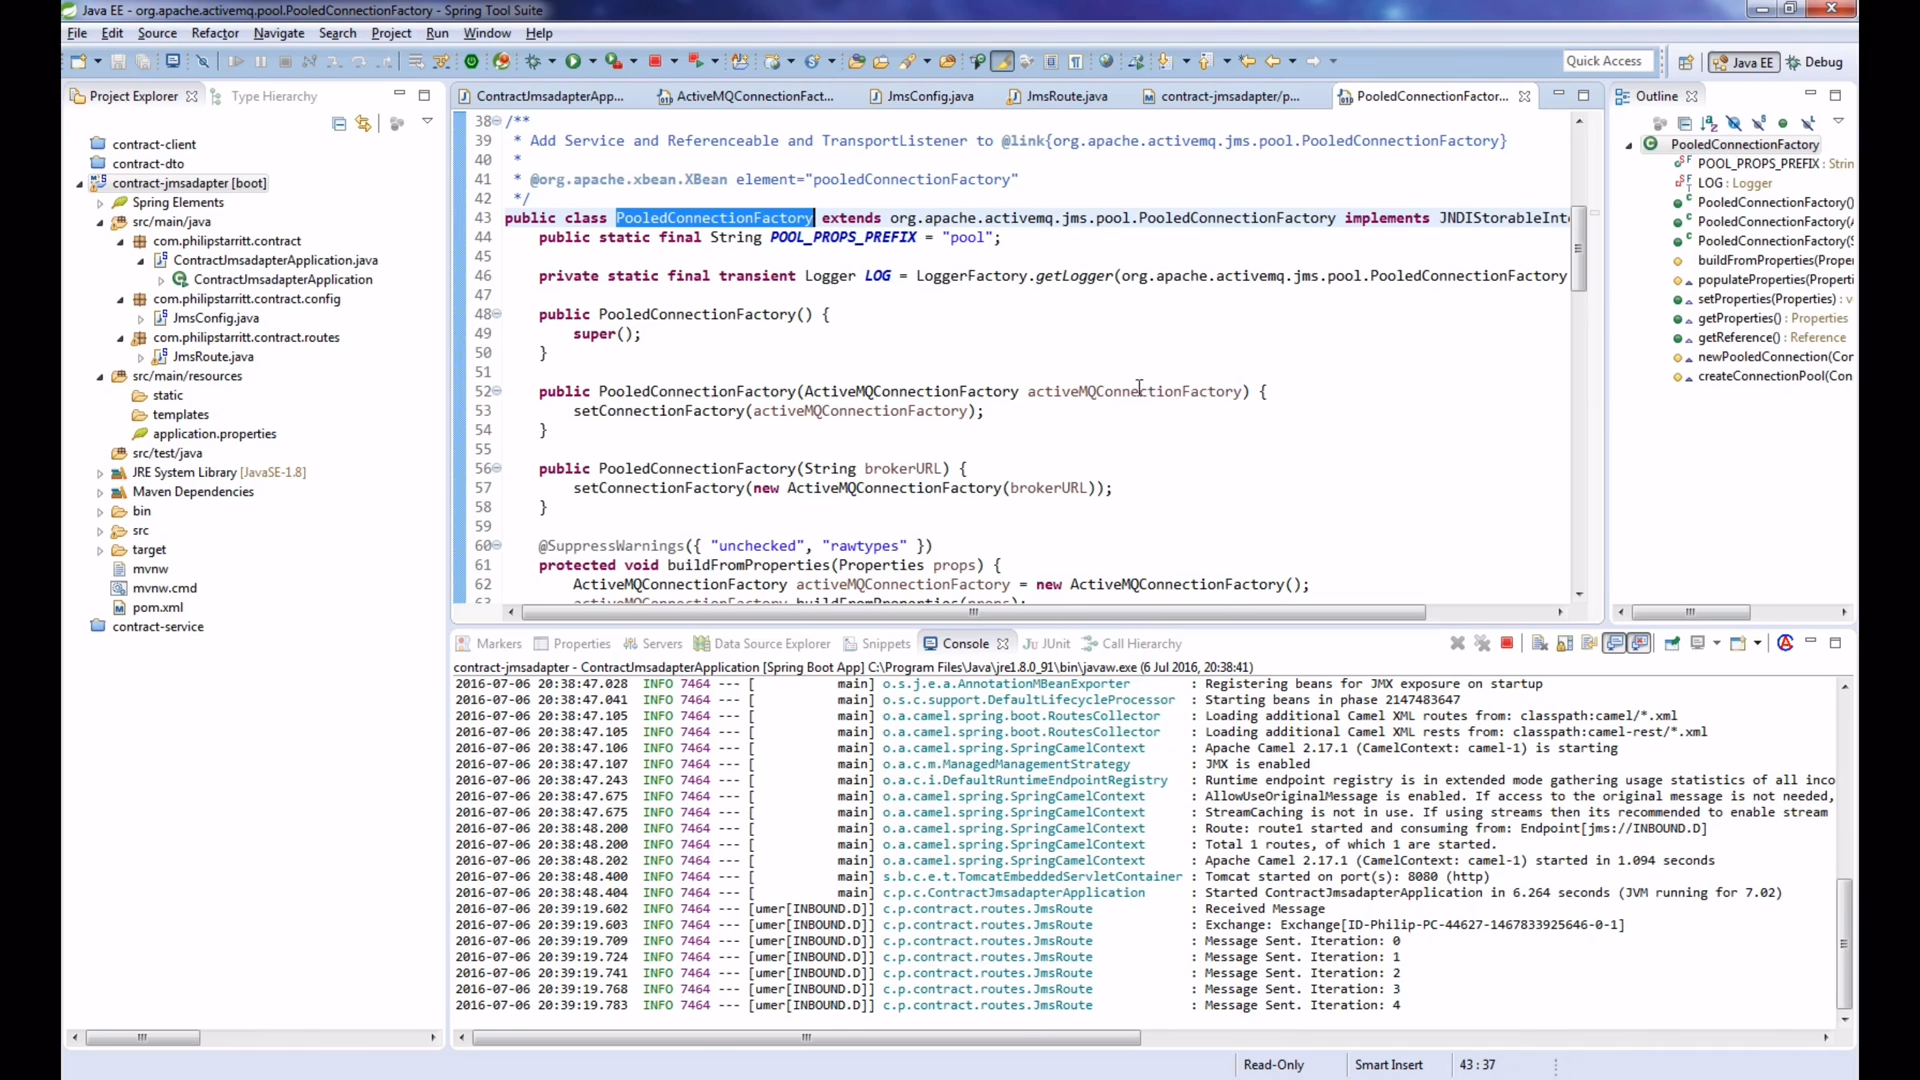 Java EE - org.apache.activemq.pool.PooledConnectionFactory - Spring Tool Suite
File Edit Source Refactor Navigate Search Project Run Window Help
Quick Access
Java EE
Debug
Project Explorer
Type Hierarchy
contract-client
contract-dto
contract-jmsadapter [boot]
Spring Elements
src/main/java
com.philipstarritt.contract
ContractJmsadapterApplication.java
ContractJmsadapterApplication
com.philipstarritt.contract.config
JmsConfig.java
com.philipstarritt.contract.routes
JmsRoute.java
src/main/resources
static
templates
application.properties
src/test/java
JRE System Library [JavaSE-1.8]
Maven Dependencies
bin
src
target
mvnw
mvnw.cmd
pom.xml
contract-service
ContractJmsadapterApp...
ActiveMQConnectionFact...
JmsConfig.java
JmsRoute.java
contract-jmsadapter/p...
PooledConnectionFactor...
38 /**
39 * Add Service and Referenceable and TransportListener to @link{org.apache.activemq.jms.pool.PooledConnectionFactory}
40 *
41 * @org.apache.xbean.XBean element="pooledConnectionFactory"
42 */
43 public class PooledConnectionFactory extends org.apache.activemq.jms.pool.PooledConnectionFactory implements JNDIStorableInte
44 public static final String POOL_PROPS_PREFIX = "pool";
45
46 private static final transient Logger LOG = LoggerFactory.getLogger(org.apache.activemq.jms.pool.PooledConnectionFactory
47
48 public PooledConnectionFactory() {
49 super();
50 }
51
52 public PooledConnectionFactory(ActiveMQConnectionFactory activeMQConnectionFactory) {
53 setConnectionFactory(activeMQConnectionFactory);
54 }
55
56 public PooledConnectionFactory(String brokerURL) {
57 setConnectionFactory(new ActiveMQConnectionFactory(brokerURL));
58 }
59
60 @SuppressWarnings({ "unchecked", "rawtypes" })
61 protected void buildFromProperties(Properties props) {
62 ActiveMQConnectionFactory activeMQConnectionFactory = new ActiveMQConnectionFactory();
63 activeMQConnectionFactory.buildFromProperties(props);
Outline
PooledConnectionFactory
POOL_PROPS_PREFIX : Strin
LOG : Logger
PooledConnectionFactory()
PooledConnectionFactory(A
PooledConnectionFactory(S
buildFromProperties(Prope
populateProperties(Properti
setProperties(Properties) : v
getProperties() : Properties
getReference() : Reference
newPooledConnection(Cor
createConnectionPool(Con
Markers
Properties
Servers
Data Source Explorer
Snippets
Console
JUnit
Call Hierarchy
contract-jmsadapter - ContractJmsadapterApplication [Spring Boot App] C:\Program Files\Java\jre1.8.0_91\bin\javaw.exe (6 Jul 2016, 20:38:41)
2016-07-06 20:38:47.028 INFO 7464 --- [ main] o.s.j.e.a.AnnotationMBeanExporter : Registering beans for JMX exposure on startup
2016-07-06 20:38:47.041 INFO 7464 --- [ main] o.s.c.support.DefaultLifecycleProcessor : Starting beans in phase 2147483647
2016-07-06 20:38:47.105 INFO 7464 --- [ main] o.a.camel.spring.boot.RoutesCollector : Loading additional Camel XML routes from: classpath:camel/*.xml
2016-07-06 20:38:47.105 INFO 7464 --- [ main] o.a.camel.spring.boot.RoutesCollector : Loading additional Camel XML rests from: classpath:camel-rest/*.xml
2016-07-06 20:38:47.106 INFO 7464 --- [ main] o.a.camel.spring.SpringCamelContext : Apache Camel 2.17.1 (CamelContext: camel-1) is starting
2016-07-06 20:38:47.107 INFO 7464 --- [ main] o.a.c.m.ManagedManagementStrategy : JMX is enabled
2016-07-06 20:38:47.243 INFO 7464 --- [ main] o.a.c.i.DefaultRuntimeEndpointRegistry : Runtime endpoint registry is in extended mode gathering usage statistics of all inco
2016-07-06 20:38:47.675 INFO 7464 --- [ main] o.a.camel.spring.SpringCamelContext : AllowUseOriginalMessage is enabled. If access to the original message is not needed,
2016-07-06 20:38:47.675 INFO 7464 --- [ main] o.a.camel.spring.SpringCamelContext : StreamCaching is not in use. If using streams then its recommended to enable stream
2016-07-06 20:38:48.200 INFO 7464 --- [ main] o.a.camel.spring.SpringCamelContext : Route: route1 started and consuming from: Endpoint[jms://INBOUND.D]
2016-07-06 20:38:48.200 INFO 7464 --- [ main] o.a.camel.spring.SpringCamelContext : Total 1 routes, of which 1 are started.
2016-07-06 20:38:48.202 INFO 7464 --- [ main] o.a.camel.spring.SpringCamelContext : Apache Camel 2.17.1 (CamelContext: camel-1) started in 1.094 seconds
2016-07-06 20:38:48.400 INFO 7464 --- [ main] s.b.c.e.t.TomcatEmbeddedServletContainer : Tomcat started on port(s): 8080 (http)
2016-07-06 20:38:48.404 INFO 7464 --- [ main] c.p.c.ContractJmsadapterApplication : Started ContractJmsadapterApplication in 6.264 seconds (JVM running for 7.02)
2016-07-06 20:39:19.602 INFO 7464 --- [umer[INBOUND.D]] c.p.contract.routes.JmsRoute : Received Message
2016-07-06 20:39:19.603 INFO 7464 --- [umer[INBOUND.D]] c.p.contract.routes.JmsRoute : Exchange: Exchange[ID-Philip-PC-44627-1467833925646-0-1]
2016-07-06 20:39:19.709 INFO 7464 --- [umer[INBOUND.D]] c.p.contract.routes.JmsRoute : Message Sent. Iteration: 0
2016-07-06 20:39:19.724 INFO 7464 --- [umer[INBOUND.D]] c.p.contract.routes.JmsRoute : Message Sent. Iteration: 1
2016-07-06 20:39:19.741 INFO 7464 --- [umer[INBOUND.D]] c.p.contract.routes.JmsRoute : Message Sent. Iteration: 2
2016-07-06 20:39:19.768 INFO 7464 --- [umer[INBOUND.D]] c.p.contract.routes.JmsRoute : Message Sent. Iteration: 3
2016-07-06 20:39:19.783 INFO 7464 --- [umer[INBOUND.D]] c.p.contract.routes.JmsRoute : Message Sent. Iteration: 4
Read-Only
Smart Insert
43 : 37